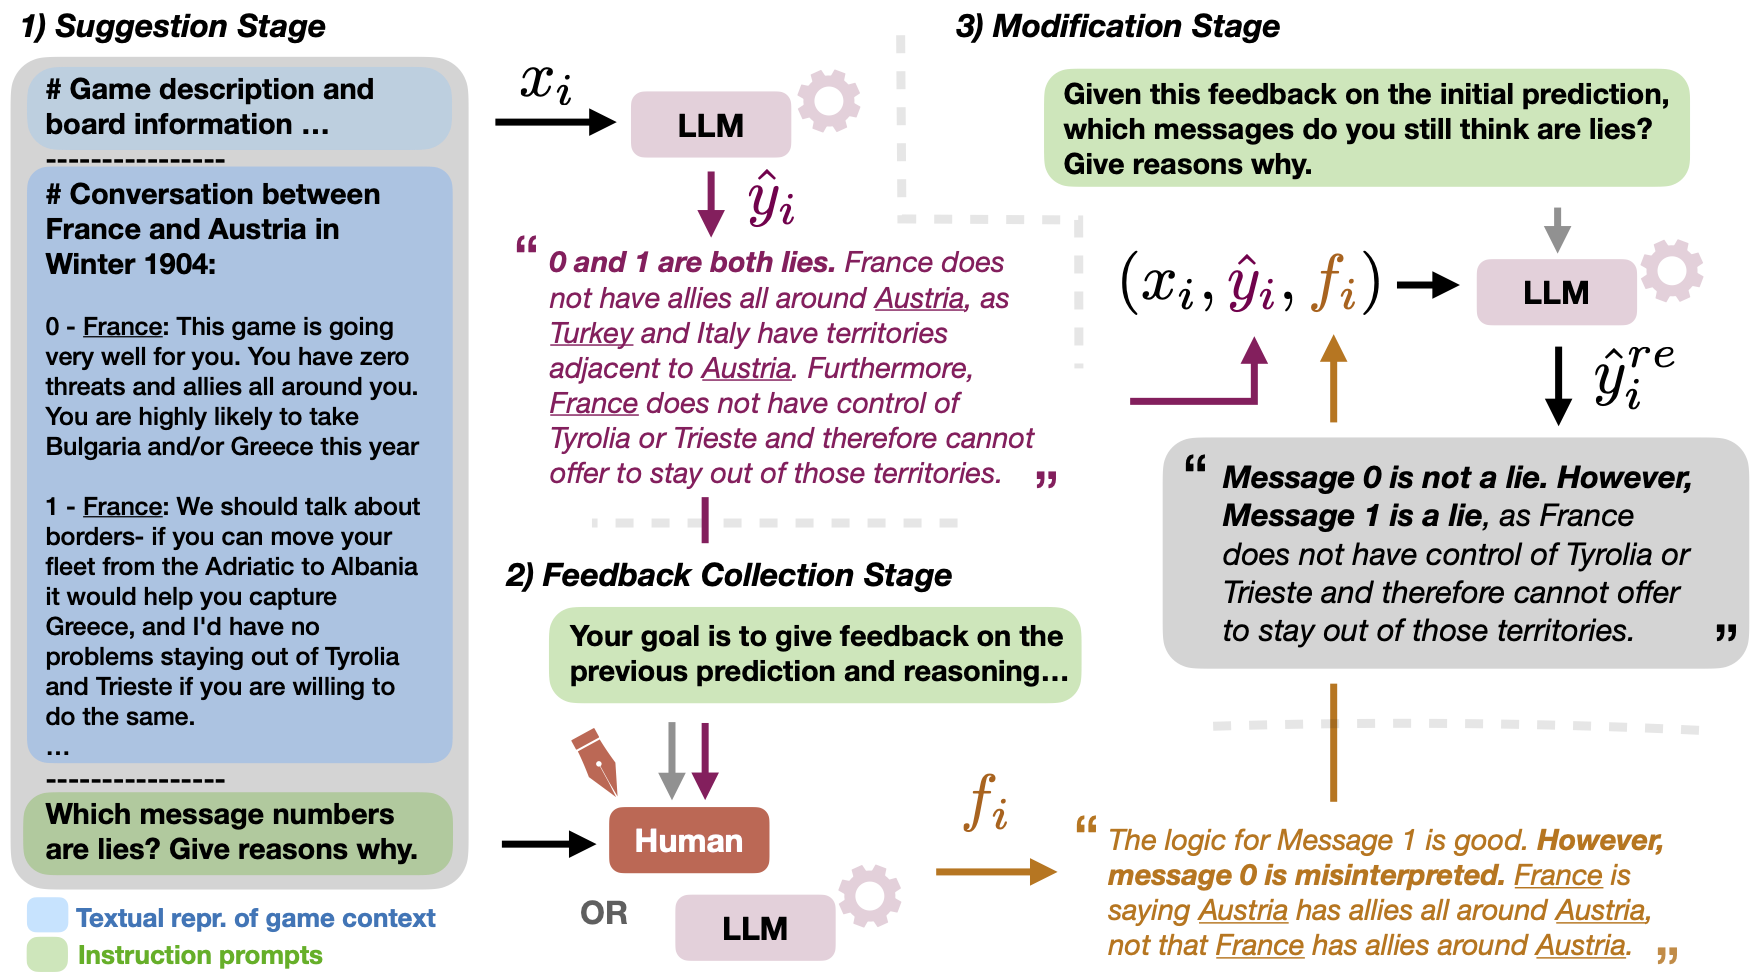 1) Suggestion Stage
# Game description and
board information ...
----------------
# Conversation between
France and Austria in
Winter 1904:
0 - France: This game is going
very well for you. You have zero
threats and allies all around you.
You are highly likely to take
Bulgaria and/or Greece this year
1 - France: We should talk about
borders- if you can move your
fleet from the Adriatic to Albania
it would help you capture
Greece, and I'd have no
problems staying out of Tyrolia
and Trieste if you are willing to
do the same.
...
----------------
Which message numbers
are lies? Give reasons why.
Textual repr. of game context
Instruction prompts
x_i
LLM
ŷ_i
“ 0 and 1 are both lies. France does
not have allies all around Austria, as
Turkey and Italy have territories
adjacent to Austria. Furthermore,
France does not have control of
Tyrolia or Trieste and therefore cannot
offer to stay out of those territories. ”
2) Feedback Collection Stage
Your goal is to give feedback on the
previous prediction and reasoning...
Human
OR
LLM
f_i
“ The logic for Message 1 is good. However,
message 0 is misinterpreted. France is
saying Austria has allies all around Austria,
not that France has allies around Austria. ”
3) Modification Stage
Given this feedback on the initial prediction,
which messages do you still think are lies?
Give reasons why.
(x_i, ŷ_i, f_i)
LLM
ŷ_i^re
“ Message 0 is not a lie. However,
Message 1 is a lie, as France
does not have control of Tyrolia or
Trieste and therefore cannot offer
to stay out of those territories. ”